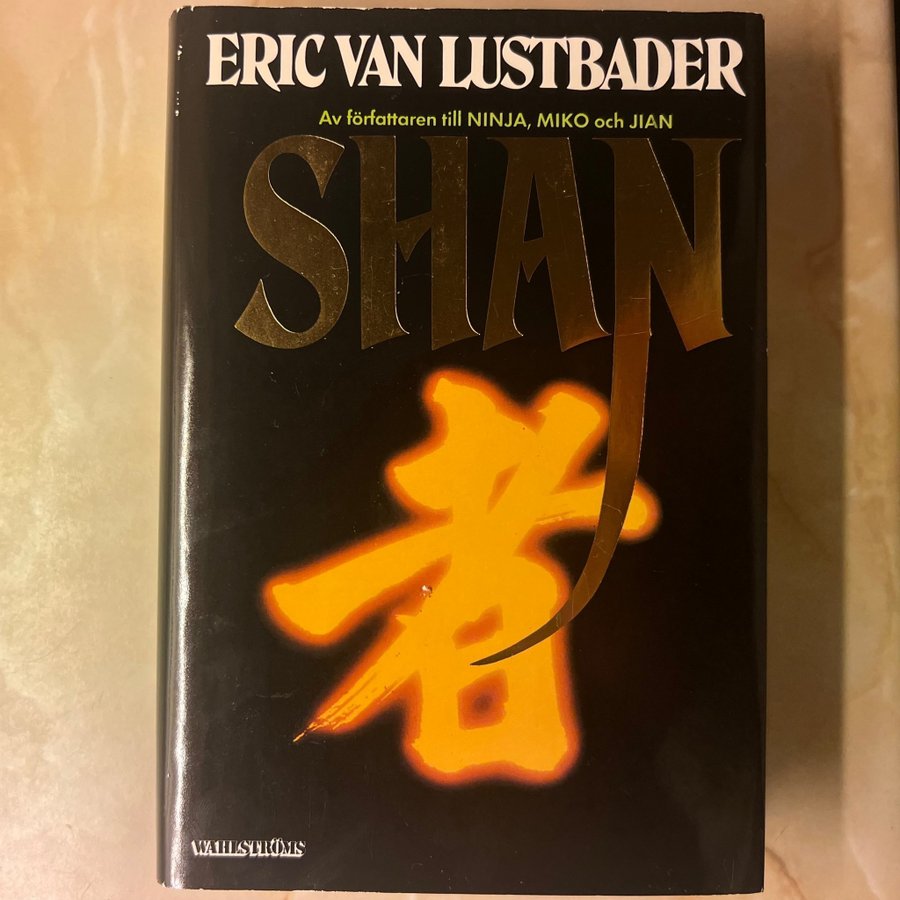 ERIC VAN LUSTBADER
Av författaren till NINJA, MIKO och JIAN
SHAN
者
WAHLSTRÖMS